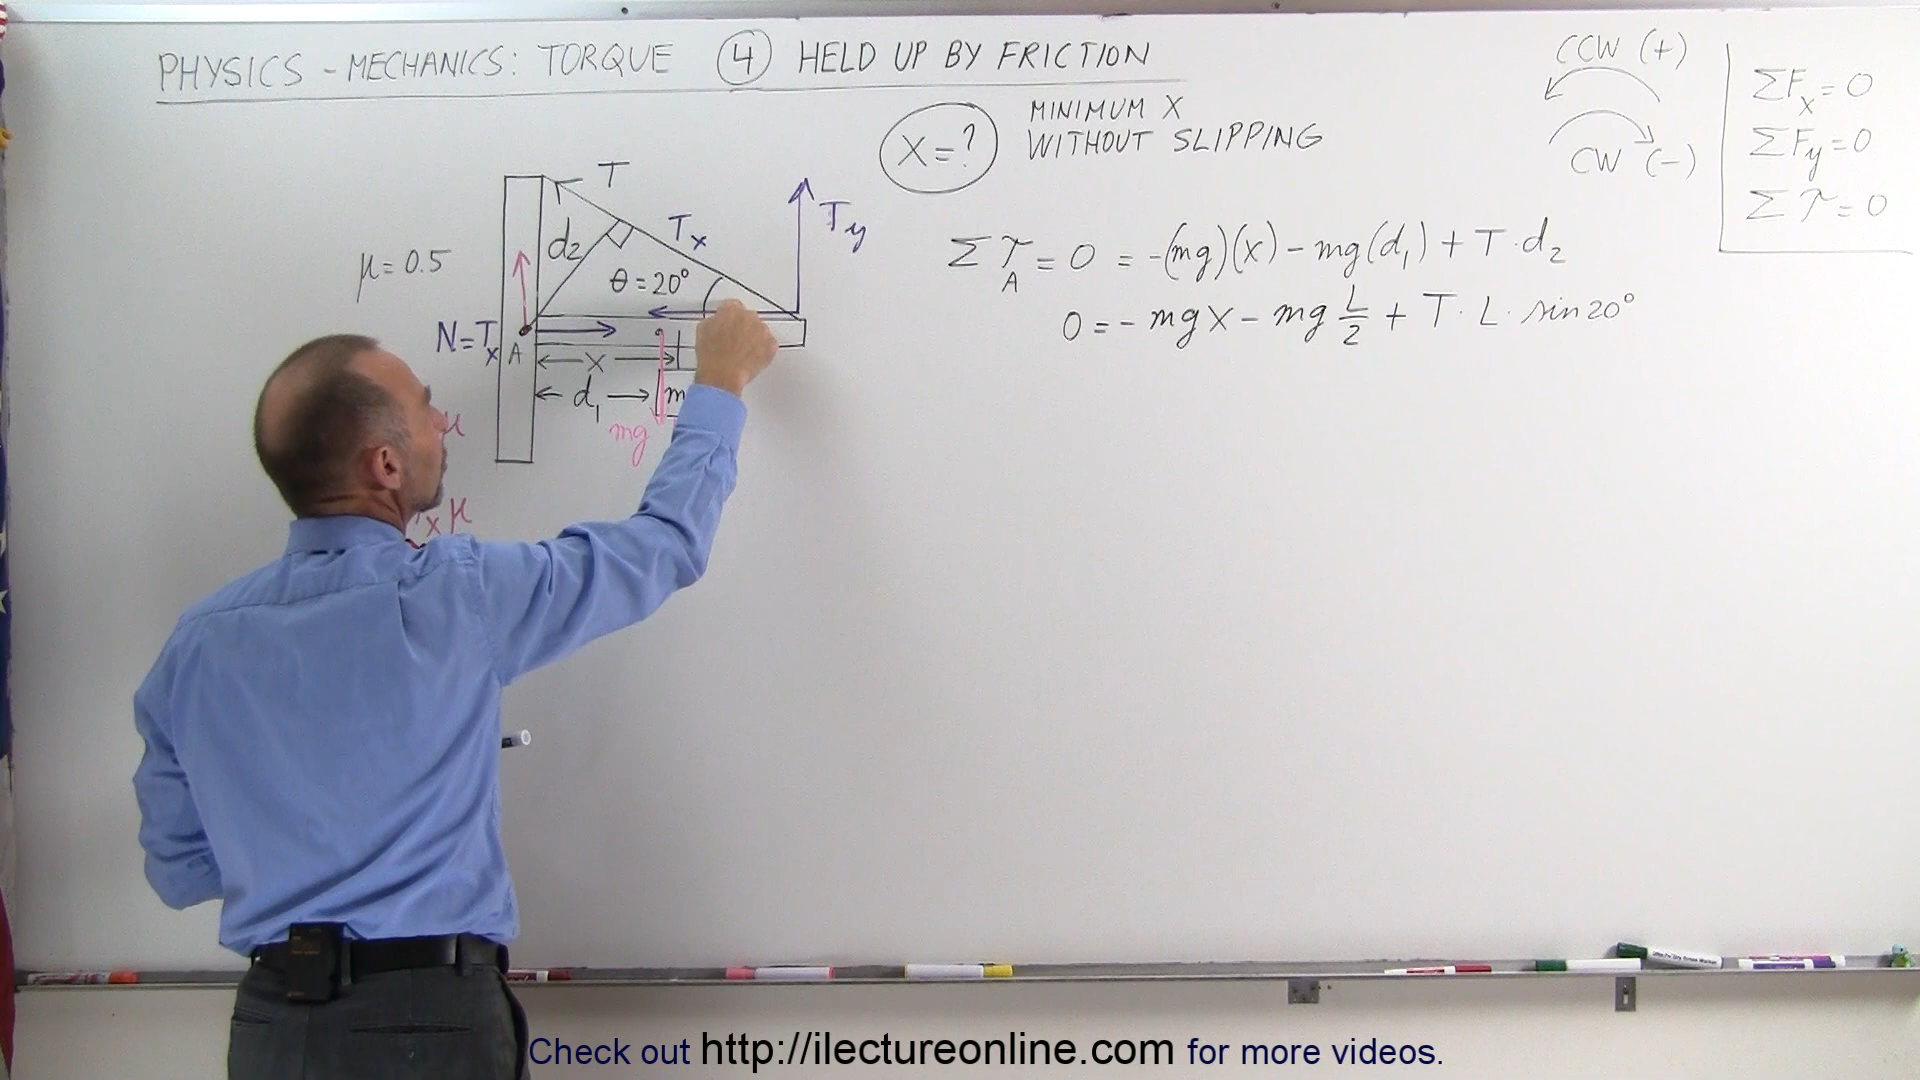 PHYSICS - MECHANICS: TORQUE ④ HELD UP BY FRICTION
X = ?
MINIMUM X
WITHOUT SLIPPING
CCW (+)
CW (-)
ΣFx = 0
ΣFy = 0
Στ = 0
T
d2
Tx
Ty
μ = 0.5
θ = 20°
N = Tx
A
x
d1
m
mg
μ
x μ
Στ_A = 0 = -(mg)(x) - mg(d1) + T · d2
0 = - mg x - mg L/2 + T · L · sin 20°
Check out http://ilectureonline.com for more videos.